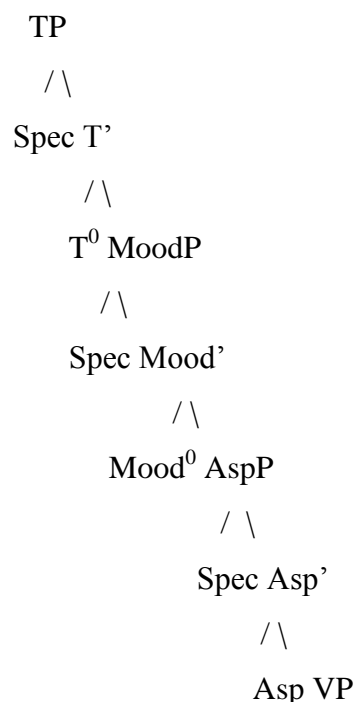 TP
/ \
Spec T’
/ \
T⁰ MoodP
/ \
Spec Mood’
/ \
Mood⁰ AspP
/ \
Spec Asp’
/ \
Asp VP